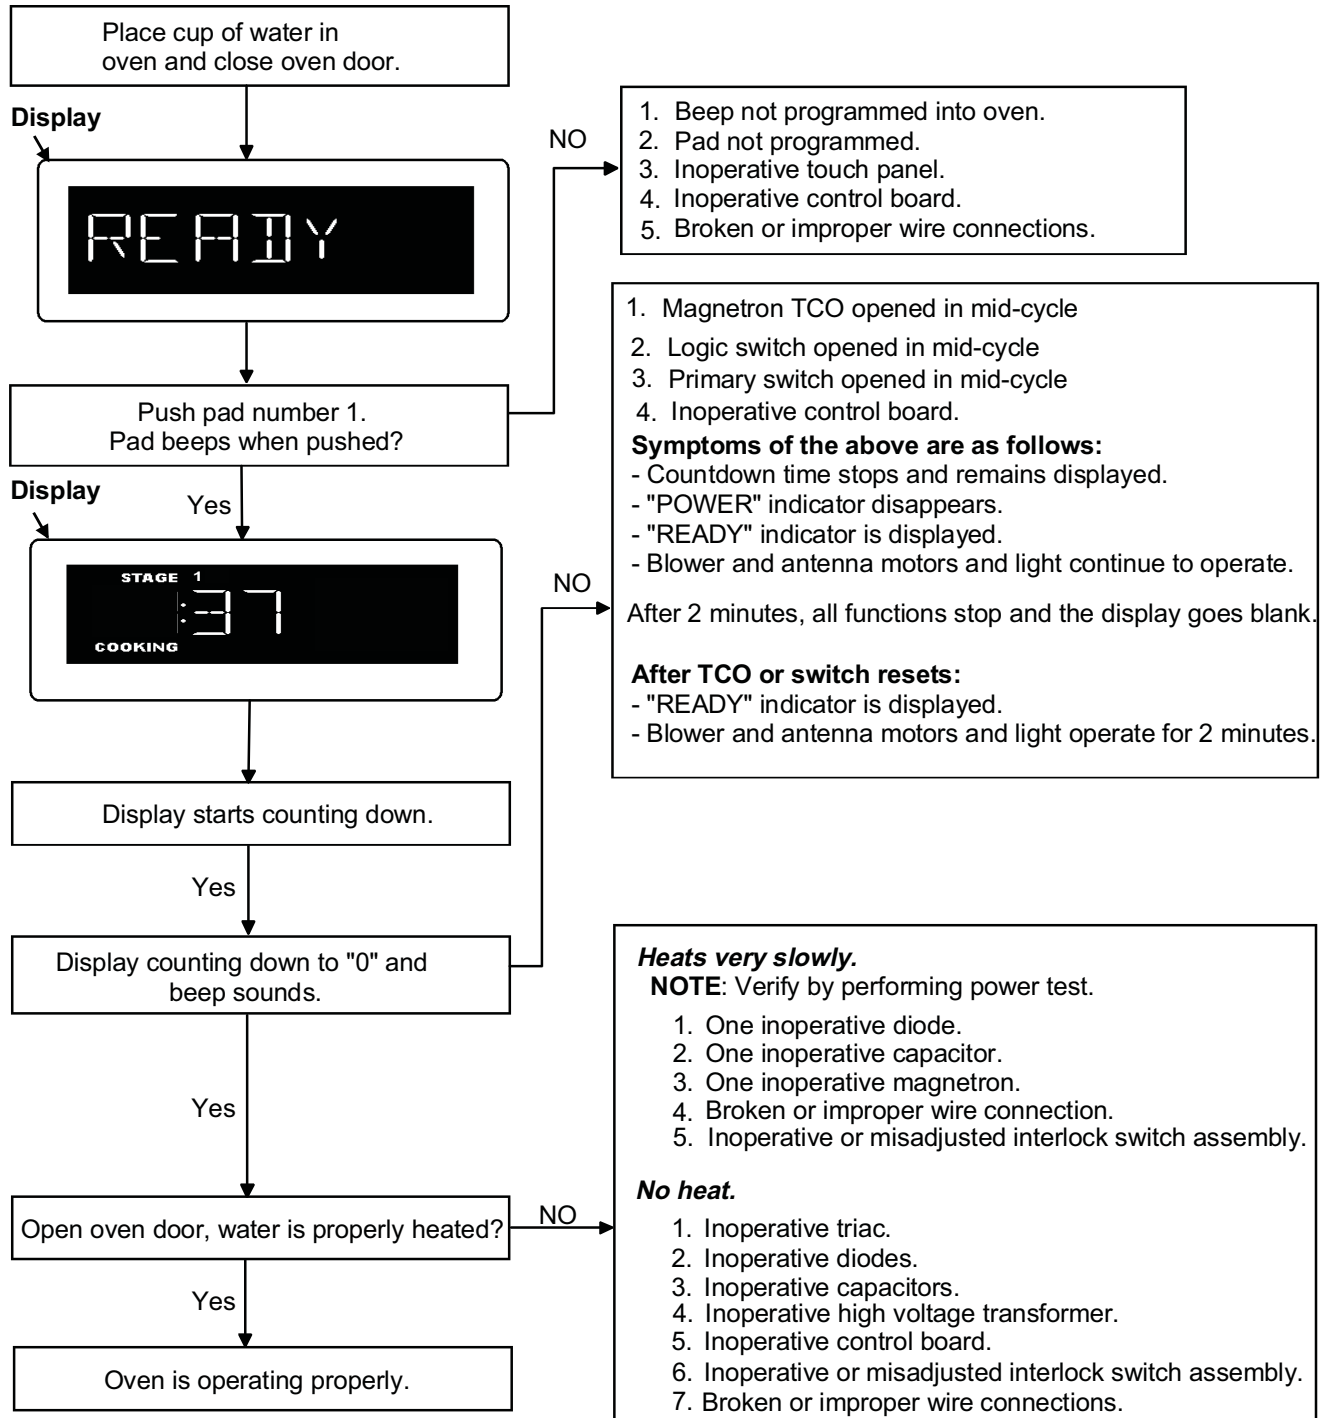 Place cup of water in
oven and close oven door.
Display
READY
Push pad number 1.
Pad beeps when pushed?
NO
1. Beep not programmed into oven.
2. Pad not programmed.
3. Inoperative touch panel.
4. Inoperative control board.
5. Broken or improper wire connections.
Yes
Display
STAGE 1
:37
COOKING
Display starts counting down.
Yes
Display counting down to "0" and
beep sounds.
NO
1. Magnetron TCO opened in mid-cycle
2. Logic switch opened in mid-cycle
3. Primary switch opened in mid-cycle
4. Inoperative control board.
Symptoms of the above are as follows:
- Countdown time stops and remains displayed.
- "POWER" indicator disappears.
- "READY" indicator is displayed.
- Blower and antenna motors and light continue to operate.
After 2 minutes, all functions stop and the display goes blank.
After TCO or switch resets:
- "READY" indicator is displayed.
- Blower and antenna motors and light operate for 2 minutes.
Yes
Open oven door, water is properly heated?
NO
Heats very slowly.
NOTE: Verify by performing power test.
1. One inoperative diode.
2. One inoperative capacitor.
3. One inoperative magnetron.
4. Broken or improper wire connection.
5. Inoperative or misadjusted interlock switch assembly.
No heat.
1. Inoperative triac.
2. Inoperative diodes.
3. Inoperative capacitors.
4. Inoperative high voltage transformer.
5. Inoperative control board.
6. Inoperative or misadjusted interlock switch assembly.
7. Broken or improper wire connections.
Yes
Oven is operating properly.